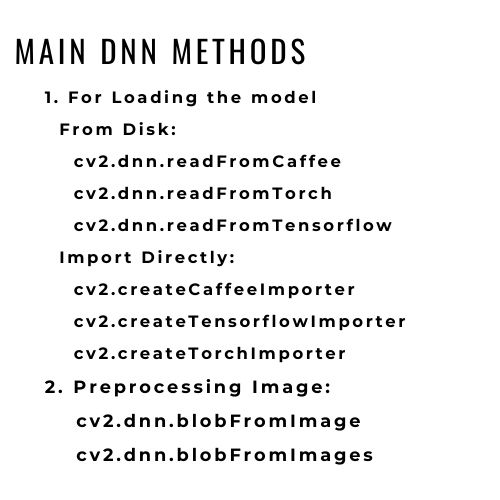 MAIN DNN METHODS
1. For Loading the model
From Disk:
cv2.dnn.readFromCaffee
cv2.dnn.readFromTorch
cv2.dnn.readFromTensorflow
Import Directly:
cv2.createCaffeeImporter
cv2.createTensorflowImporter
cv2.createTorchImporter
2. Preprocessing Image:
cv2.dnn.blobFromImage
cv2.dnn.blobFromImages